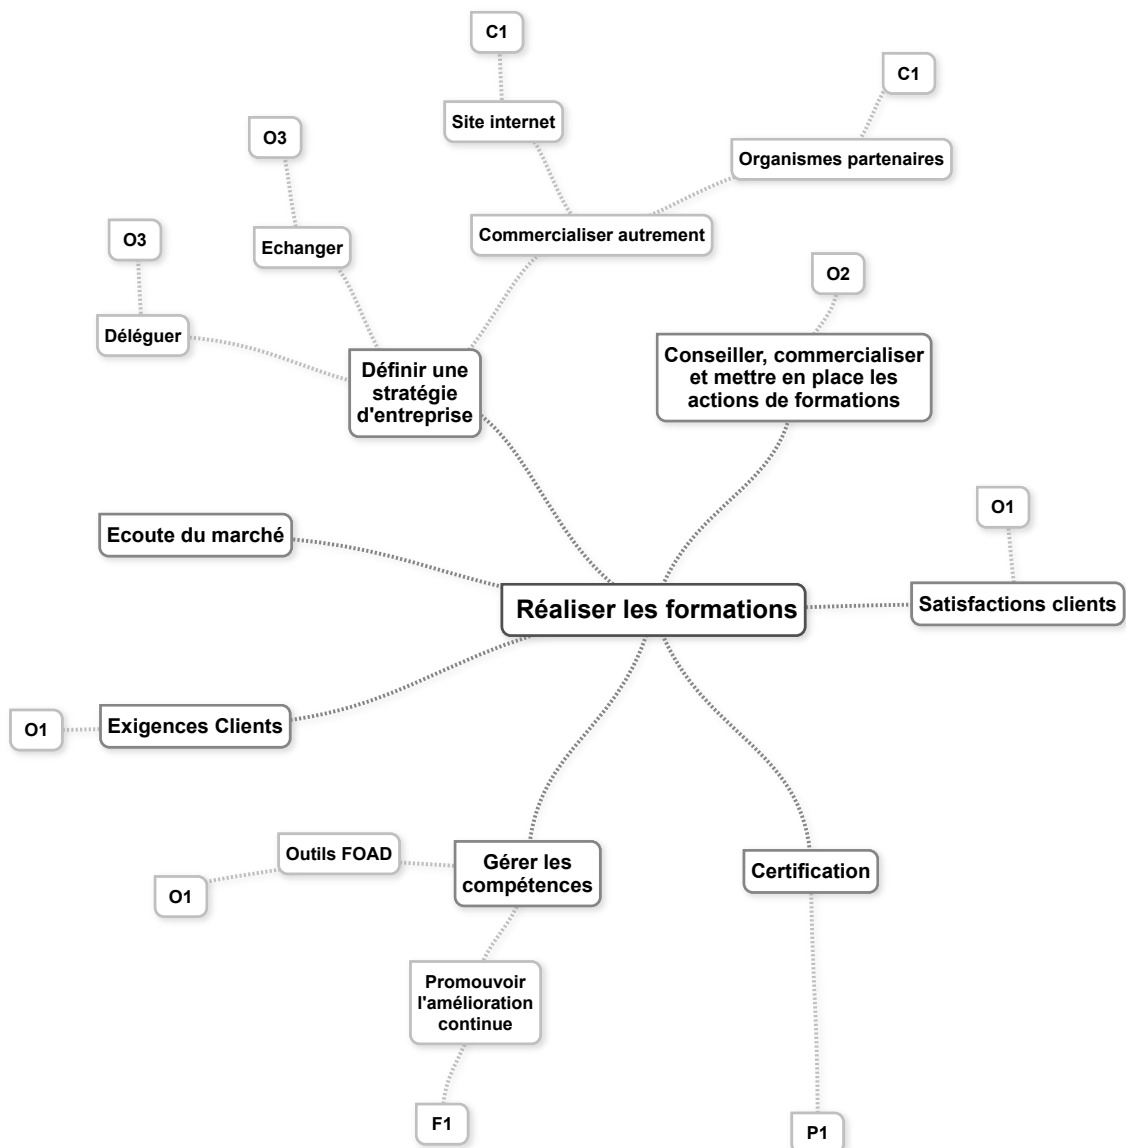 C1
C1
Site internet
O3
Organismes partenaires
O3
Echanger
Commercialiser autrement
O2
Déléguer
Définir une
stratégie
d'entreprise
Conseiller, commercialiser
et mettre en place les
actions de formations
O1
Ecoute du marché
Réaliser les formations
Satisfactions clients
O1
Exigences Clients
Outils FOAD
Gérer les
compétences
Certification
O1
Promouvoir
l'amélioration
continue
F1
P1